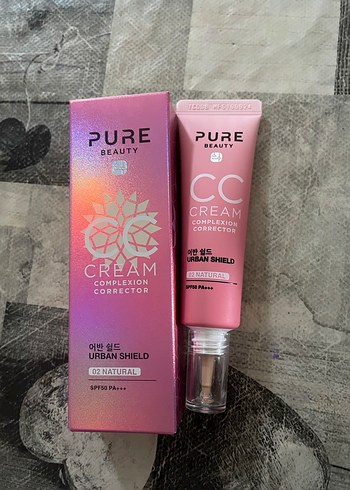 PURE
BEAUTY
CC
CREAM
COMPLEXION
CORRECTOR
어반 쉴드
URBAN SHIELD
02 NATURAL
SPF50 PA+++
PURE
BEAUTY
CC
CREAM
COMPLEXION
CORRECTOR
어반 쉴드
URBAN SHIELD
02 NATURAL
SPF50 PA+++